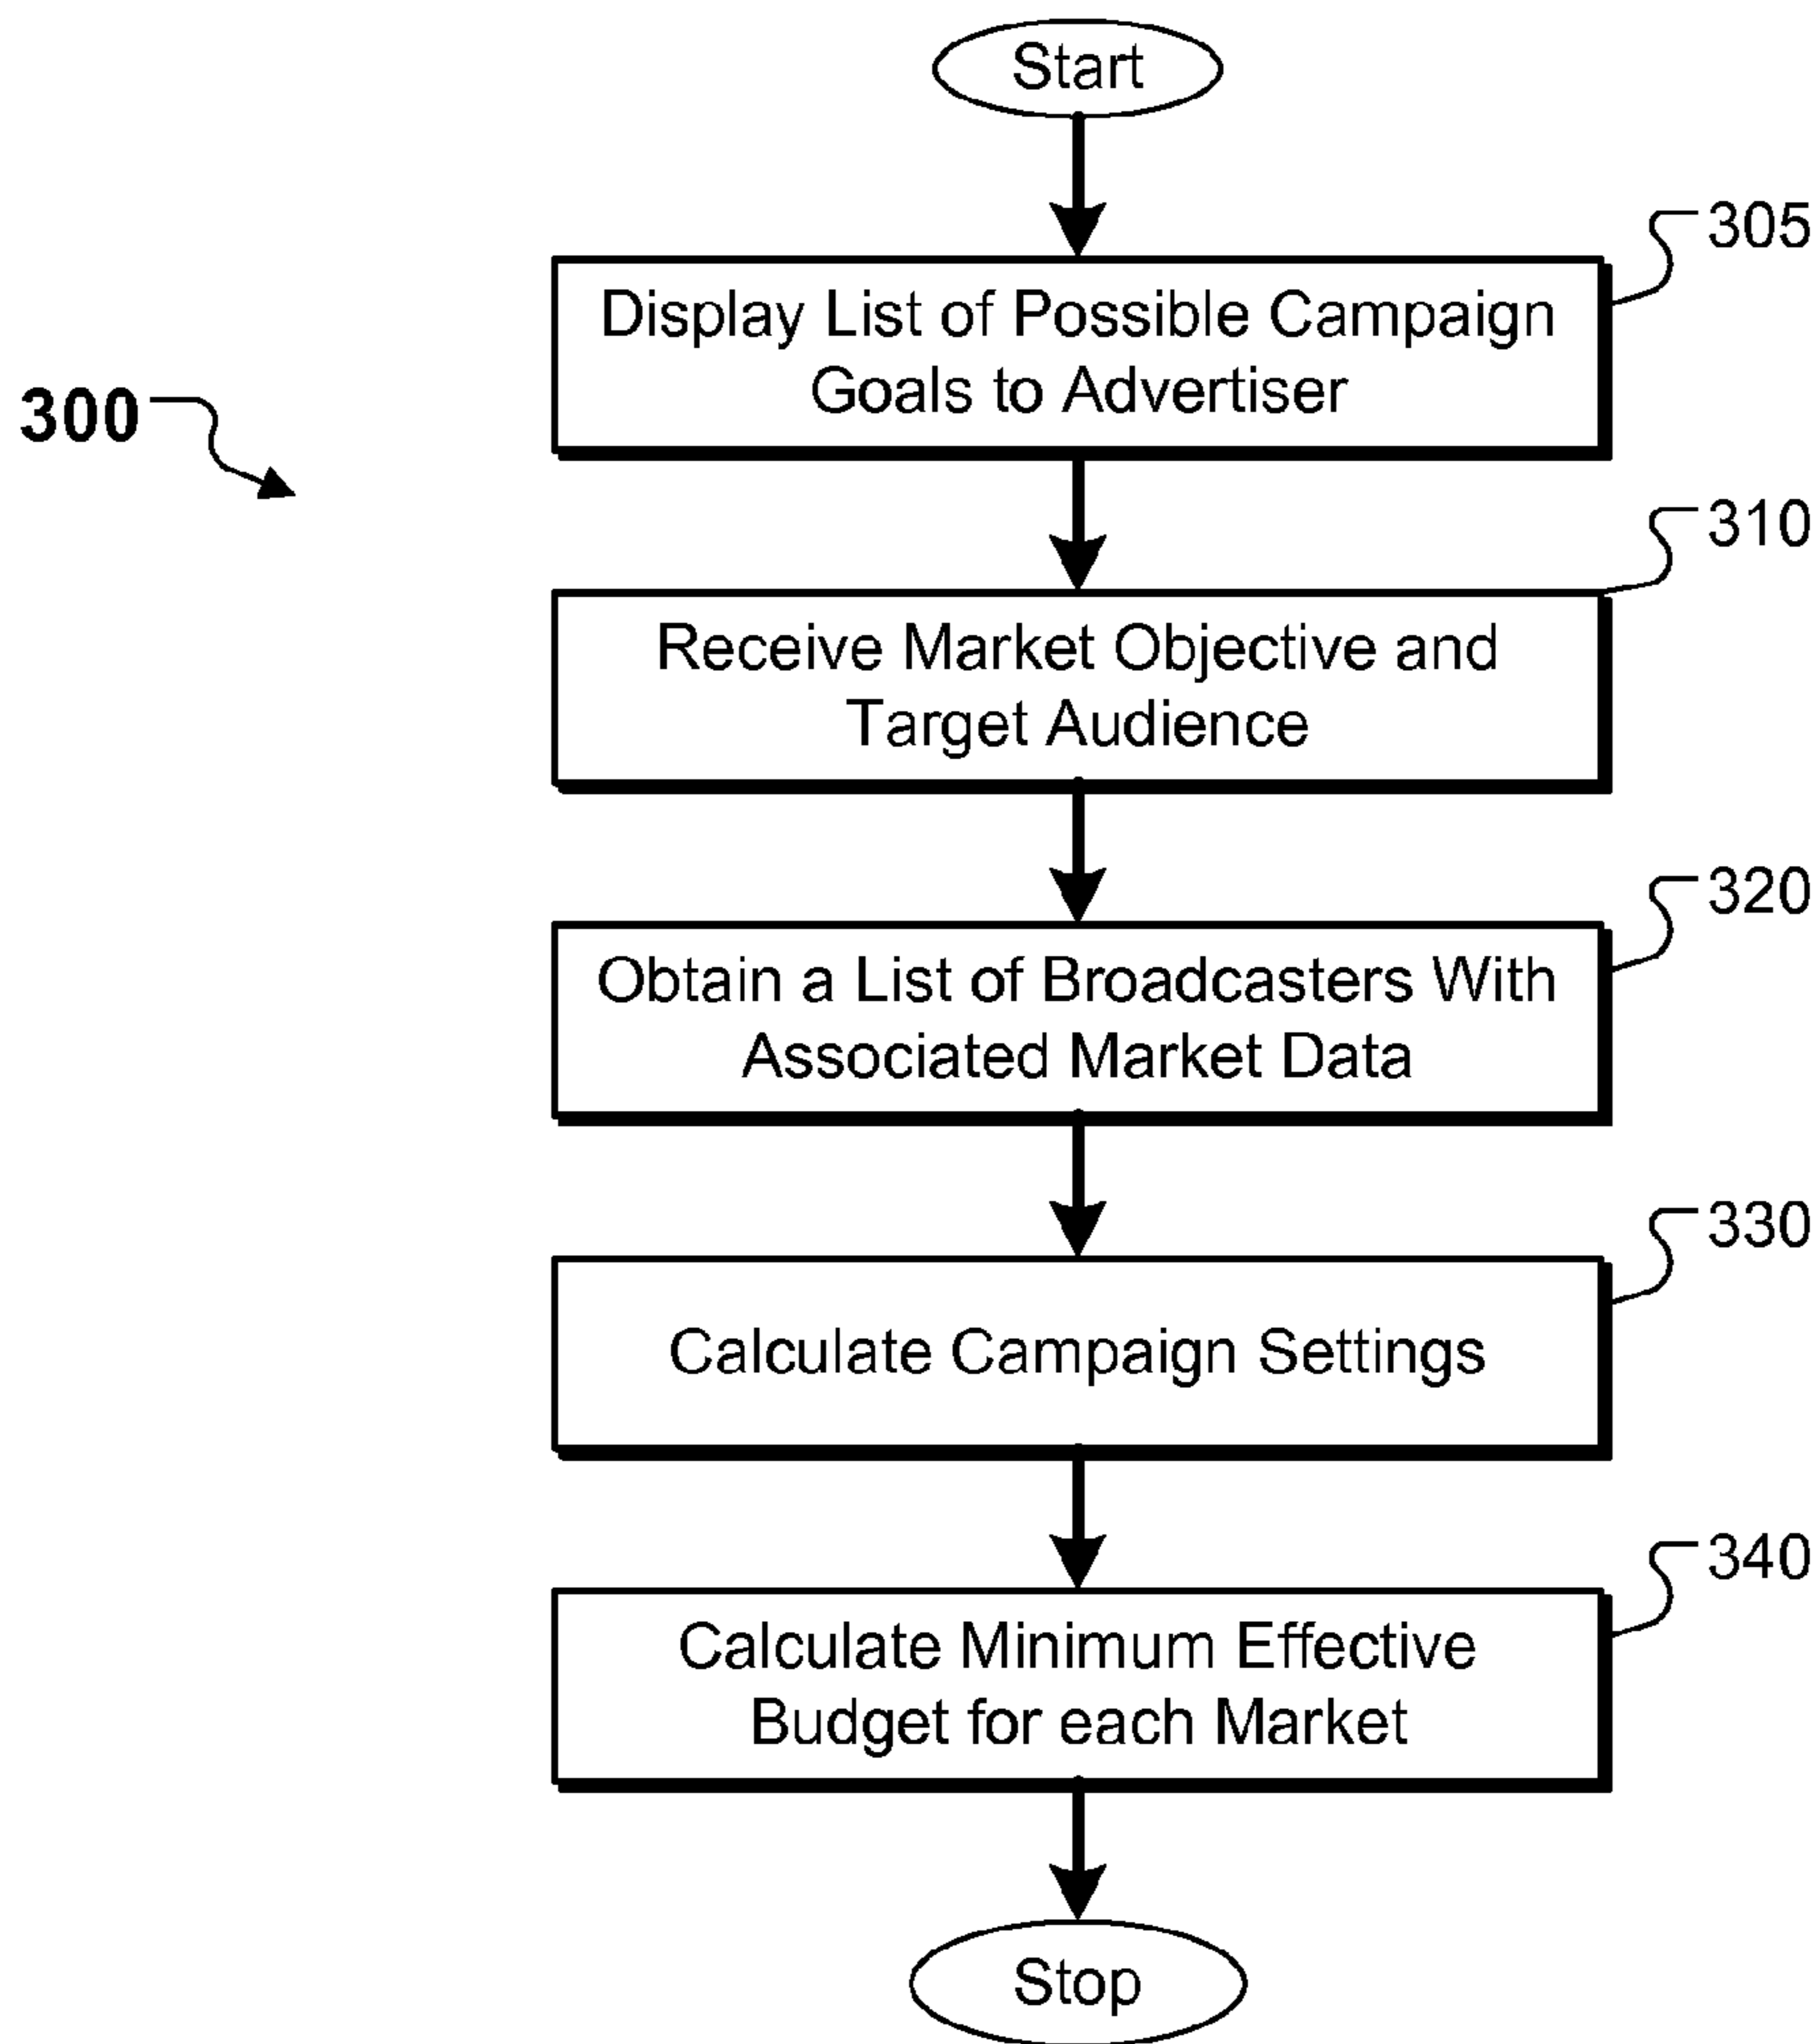 Start
305
Display List of Possible Campaign
Goals to Advertiser
300
310
Receive Market Objective and
Target Audience
320
Obtain a List of Broadcasters With
Associated Market Data
330
Calculate Campaign Settings
340
Calculate Minimum Effective
Budget for each Market
Stop